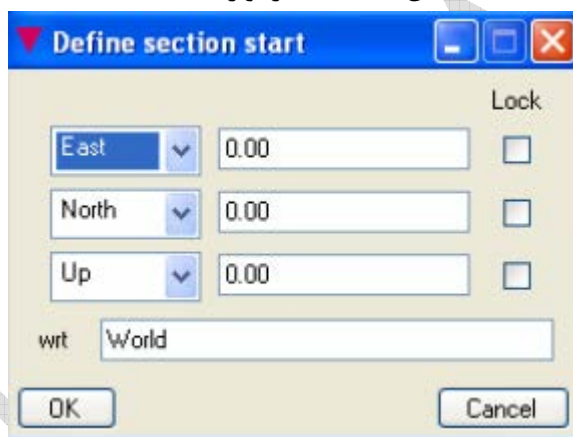 Define section start
Lock
East 0.00
North 0.00
Up 0.00
wrt World
OK Cancel